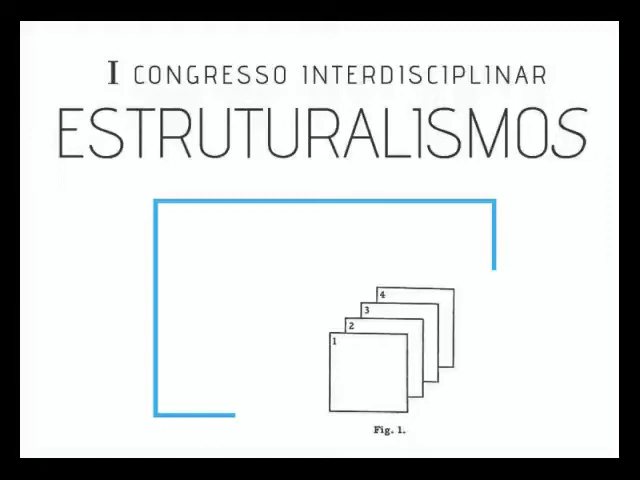 I CONGRESSO INTERDISCIPLINAR
ESTRUTURALISMOS
4
3
2
1
Fig. 1.